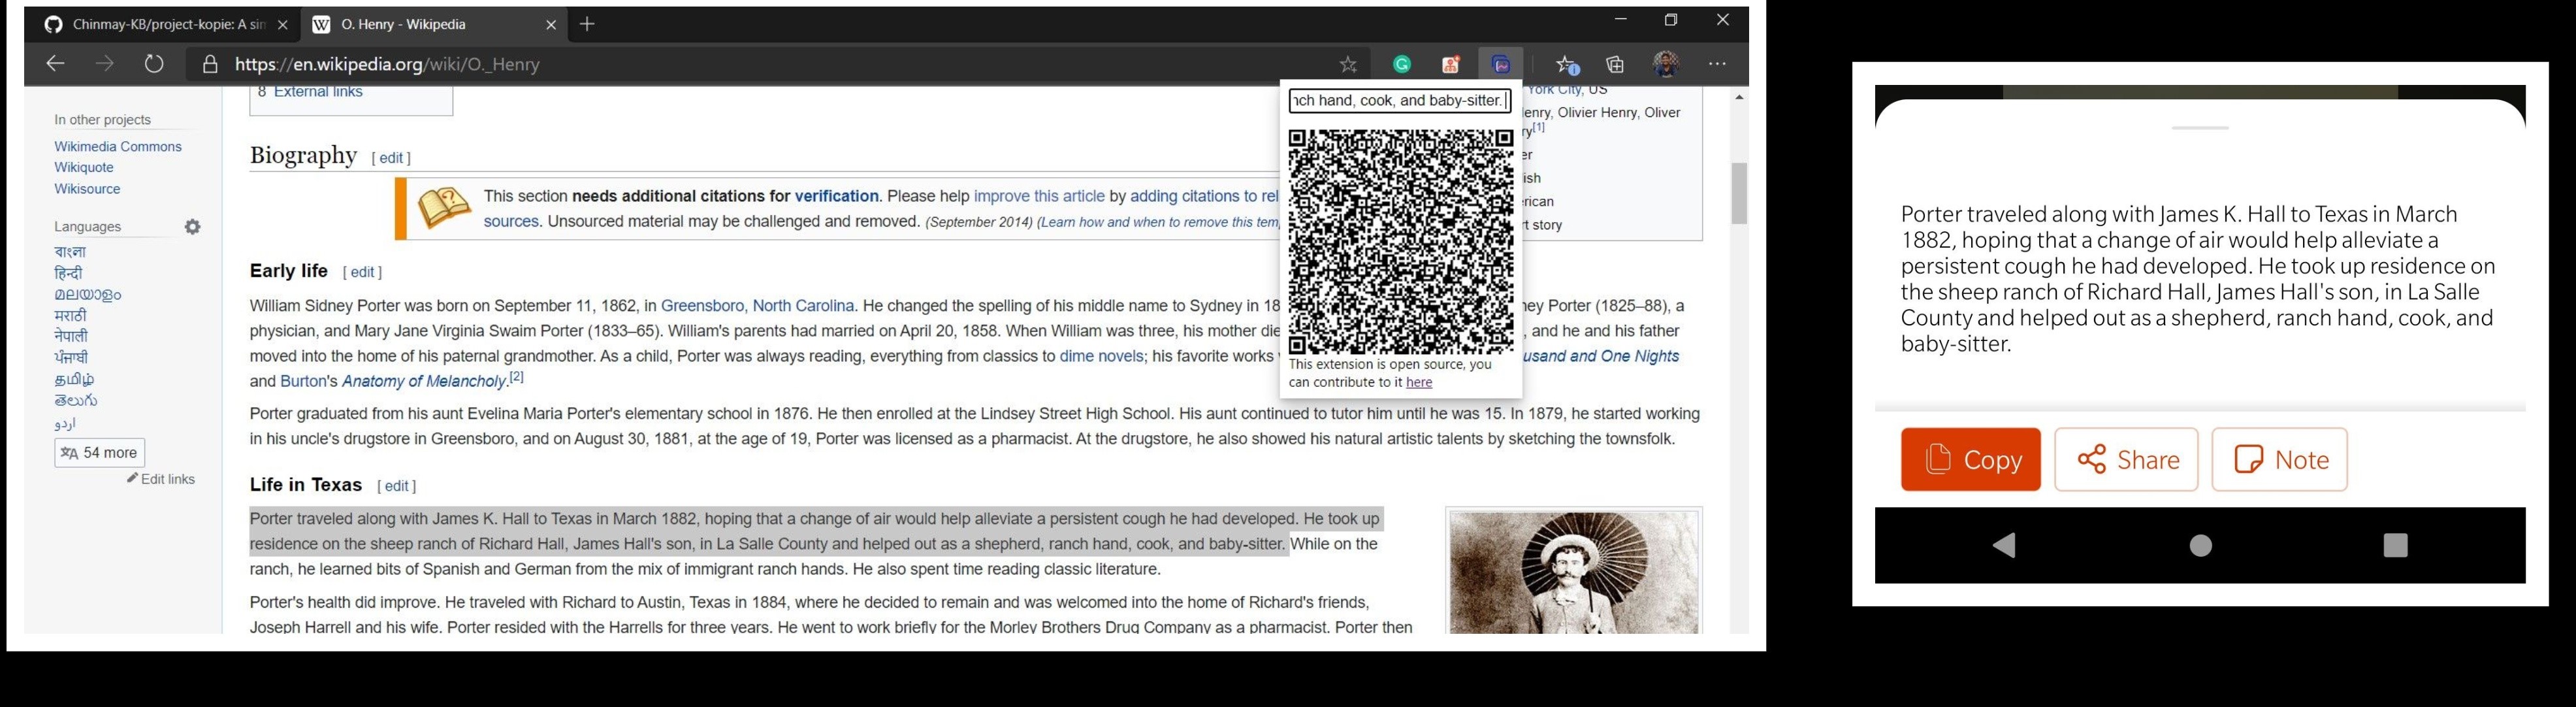 Chinmay-KB/project-kopie: A sin
O. Henry - Wikipedia
https://en.wikipedia.org/wiki/O._Henry
8 External links
In other projects
Wikimedia Commons
Wikiquote
Wikisource
Languages
বাংলা
हिन्दी
മലയാളം
मराठी
नेपाली
ਪੰਜਾਬੀ
தமிழ்
తెలుగు
اردو
54 more
Edit links
Biography [ edit ]
This section needs additional citations for verification. Please help improve this article by adding citations to rel
sources. Unsourced material may be challenged and removed. (September 2014) (Learn how and when to remove this tem
Early life [ edit ]
William Sidney Porter was born on September 11, 1862, in Greensboro, North Carolina. He changed the spelling of his middle name to Sydney in 18 ney Porter (1825–88), a
physician, and Mary Jane Virginia Swaim Porter (1833–65). William's parents had married on April 20, 1858. When William was three, his mother die , and he and his father
moved into the home of his paternal grandmother. As a child, Porter was always reading, everything from classics to dime novels; his favorite works usand and One Nights
and Burton's Anatomy of Melancholy.[2]
Porter graduated from his aunt Evelina Maria Porter's elementary school in 1876. He then enrolled at the Lindsey Street High School. His aunt continued to tutor him until he was 15. In 1879, he started working
in his uncle's drugstore in Greensboro, and on August 30, 1881, at the age of 19, Porter was licensed as a pharmacist. At the drugstore, he also showed his natural artistic talents by sketching the townsfolk.
Life in Texas [ edit ]
Porter traveled along with James K. Hall to Texas in March 1882, hoping that a change of air would help alleviate a persistent cough he had developed. He took up
residence on the sheep ranch of Richard Hall, James Hall's son, in La Salle County and helped out as a shepherd, ranch hand, cook, and baby-sitter. While on the
ranch, he learned bits of Spanish and German from the mix of immigrant ranch hands. He also spent time reading classic literature.
Porter's health did improve. He traveled with Richard to Austin, Texas in 1884, where he decided to remain and was welcomed into the home of Richard's friends,
Joseph Harrell and his wife. Porter resided with the Harrells for three years. He went to work briefly for the Morley Brothers Drug Company as a pharmacist. Porter then
nch hand, cook, and baby-sitter.
This extension is open source, you
can contribute to it here
York City, US
enry, Olivier Henry, Oliver
ry[1]
er
ish
rican
rt story
Porter traveled along with James K. Hall to Texas in March
1882, hoping that a change of air would help alleviate a
persistent cough he had developed. He took up residence on
the sheep ranch of Richard Hall, James Hall's son, in La Salle
County and helped out as a shepherd, ranch hand, cook, and
baby-sitter.
Copy
Share
Note